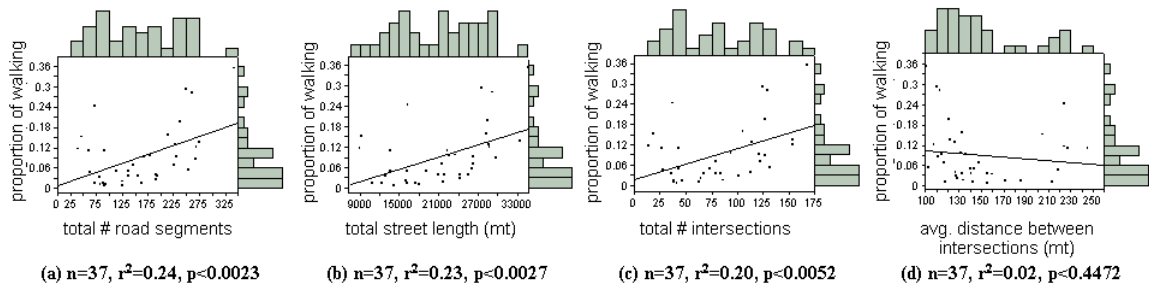 proportion of walking
0.36
0.3
0.24
0.18
0.12
0.06
0
0 25 75 125 175 225 275 325
total # road segments
(a) n=37, r²=0.24, p<0.0023
proportion of walking
0.36
0.3
0.24
0.18
0.12
0.06
0
9000 15000 21000 27000 33000
total street length (mt)
(b) n=37, r²=0.23, p<0.0027
proportion of walking
0.36
0.3
0.24
0.18
0.12
0.06
0
0 25 50 75 100 125 150 175
total # intersections
(c) n=37, r²=0.20, p<0.0052
proportion of walking
0.36
0.3
0.24
0.18
0.12
0.06
0
100 130 150 170 190 210 230 250
avg. distance between
intersections (mt)
(d) n=37, r²=0.02, p<0.4472